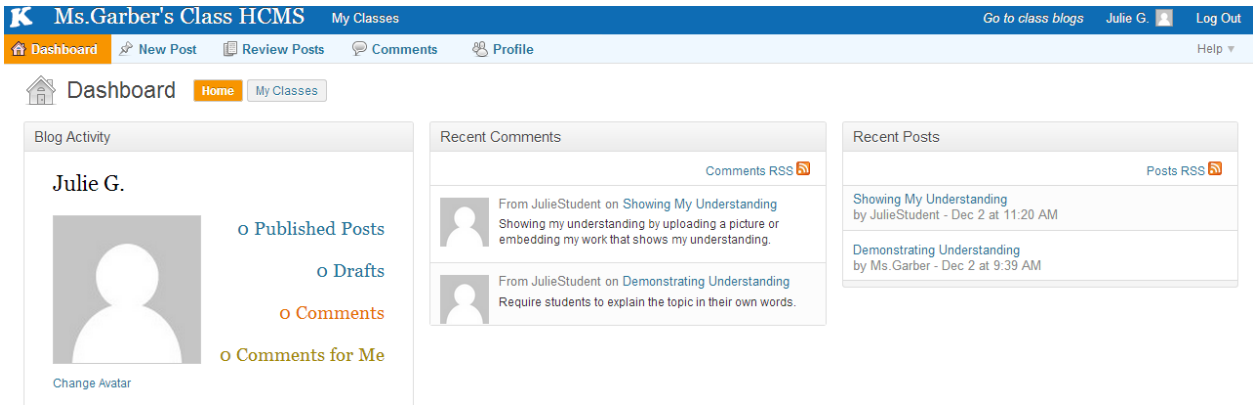 K Ms.Garber's Class HCMS My Classes Go to class blogs Julie G. Log Out
Dashboard New Post Review Posts Comments Profile Help
Dashboard Home My Classes
Blog Activity
Julie G.
0 Published Posts
0 Drafts
0 Comments
0 Comments for Me
Change Avatar
Recent Comments
Comments RSS
From JulieStudent on Showing My Understanding
Showing my understanding by uploading a picture or
embedding my work that shows my understanding.
From JulieStudent on Demonstrating Understanding
Require students to explain the topic in their own words.
Recent Posts
Posts RSS
Showing My Understanding
by JulieStudent - Dec 2 at 11:20 AM
Demonstrating Understanding
by Ms.Garber - Dec 2 at 9:39 AM